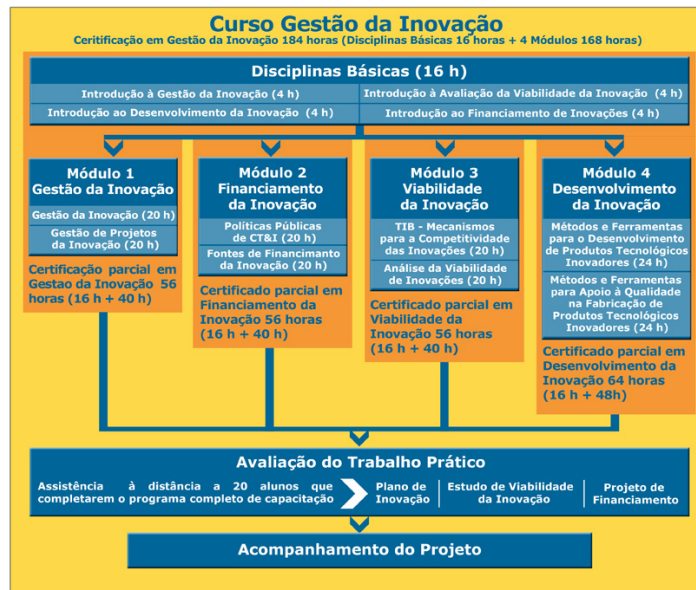 Curso Gestão da Inovação
Ceritificação em Gestão da Inovação 184 horas (Disciplinas Básicas 16 horas + 4 Módulos 168 horas)
Disciplinas Básicas (16 h)
Introdução à Gestão da Inovação (4 h)
Introdução à Avaliação da Viabilidade da Inovação (4 h)
Introdução ao Desenvolvimento da Inovação (4 h)
Introdução ao Financiamento de Inovações (4 h)
Módulo 1
Gestão da Inovação
Gestão da Inovação (20 h)
Gestão de Projetos
da Inovação (20 h)
Certificação parcial em
Gestao da Inovação 56
horas (16 h + 40 h)
Módulo 2
Financiamento
da Inovação
Políticas Públicas
de CT&I (20 h)
Fontes de Financimanto
da Inovação (20 h)
Certificado parcial em
Financiamento da
Inovação 56 horas
(16 h + 40 h)
Módulo 3
Viabilidade
da Inovação
TIB - Mecanismos
para a Competitividade
das Inovações (20 h)
Análise da Viabilidade
de Inovações (20 h)
Certificado parcial em
Viabilidade da
Inovação 56 horas
(16 h + 40 h)
Módulo 4
Desenvolvimento
da Inovação
Métodos e Ferramentas
para o Desenvolvimento
de Produtos Tecnológicos
Inovadores (24 h)
Métodos e Ferramentas
para Apoio à Qualidade
na Fabricação de
Produtos Tecnológicos
Inovadores (24 h)
Certificado parcial em
Desenvolvimento da
Inovação 64 horas
(16 h + 48h)
Avaliação do Trabalho Prático
Assistência à distância a 20 alunos que
completarem o programa completo de capacitação
Plano de
Inovação
Estudo de Viabilidade
da Inovação
Projeto de
Financiamento
Acompanhamento do Projeto